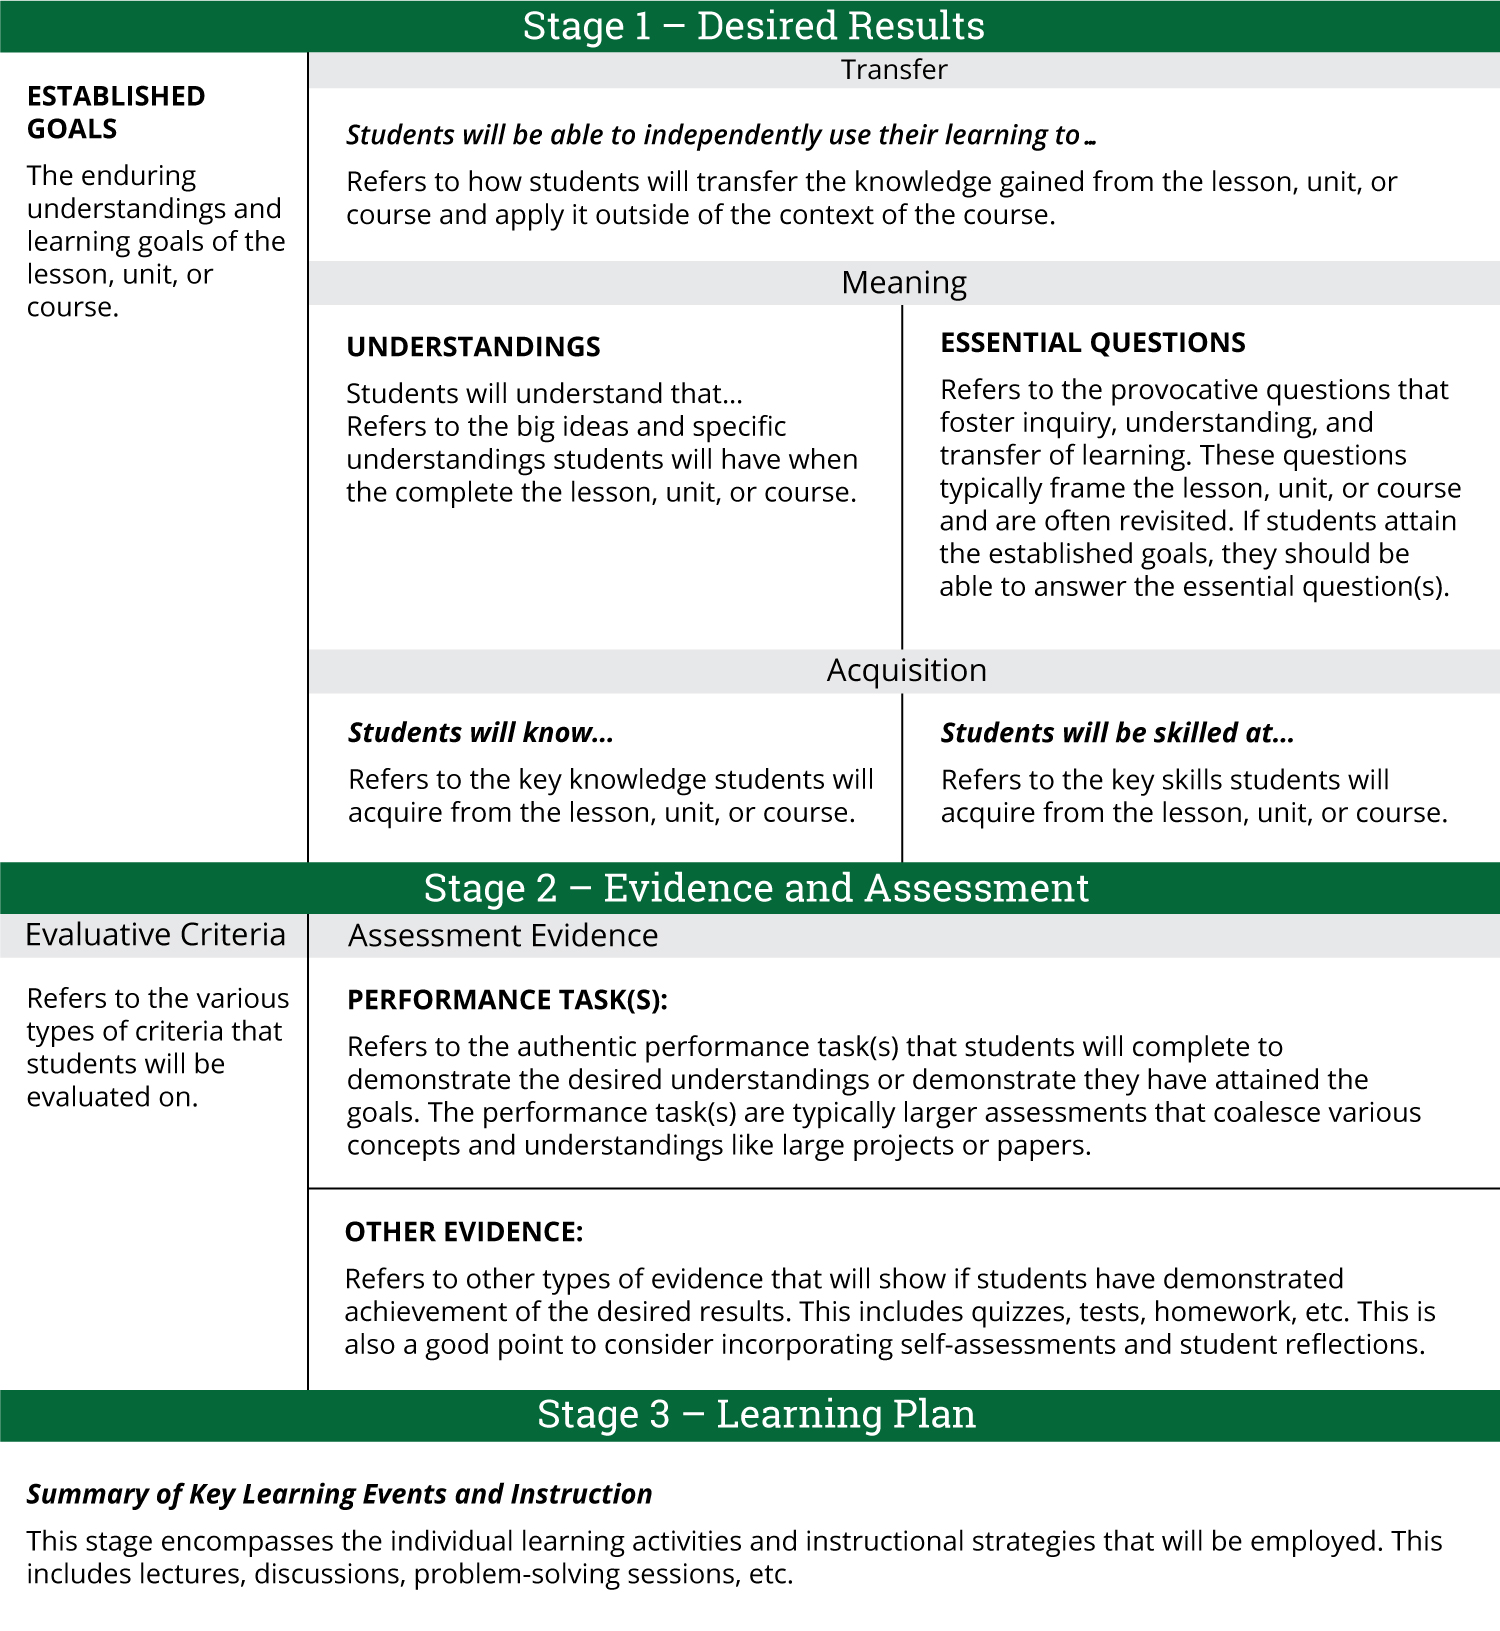 Stage 1 – Desired Results
ESTABLISHED
GOALS
The enduring
understandings and
learning goals of the
lesson, unit, or
course.
Transfer
Students will be able to independently use their learning to...
Refers to how students will transfer the knowledge gained from the lesson, unit, or
course and apply it outside of the context of the course.
Meaning
UNDERSTANDINGS
Students will understand that...
Refers to the big ideas and specific
understandings students will have when
the complete the lesson, unit, or course.
ESSENTIAL QUESTIONS
Refers to the provocative questions that
foster inquiry, understanding, and
transfer of learning. These questions
typically frame the lesson, unit, or course
and are often revisited. If students attain
the established goals, they should be
able to answer the essential question(s).
Acquisition
Students will know...
Refers to the key knowledge students will
acquire from the lesson, unit, or course.
Students will be skilled at...
Refers to the key skills students will
acquire from the lesson, unit, or course.
Stage 2 – Evidence and Assessment
Evaluative Criteria
Refers to the various
types of criteria that
students will be
evaluated on.
Assessment Evidence
PERFORMANCE TASK(S):
Refers to the authentic performance task(s) that students will complete to
demonstrate the desired understandings or demonstrate they have attained the
goals. The performance task(s) are typically larger assessments that coalesce various
concepts and understandings like large projects or papers.
OTHER EVIDENCE:
Refers to other types of evidence that will show if students have demonstrated
achievement of the desired results. This includes quizzes, tests, homework, etc. This is
also a good point to consider incorporating self-assessments and student reflections.
Stage 3 – Learning Plan
Summary of Key Learning Events and Instruction
This stage encompasses the individual learning activities and instructional strategies that will be employed. This
includes lectures, discussions, problem-solving sessions, etc.